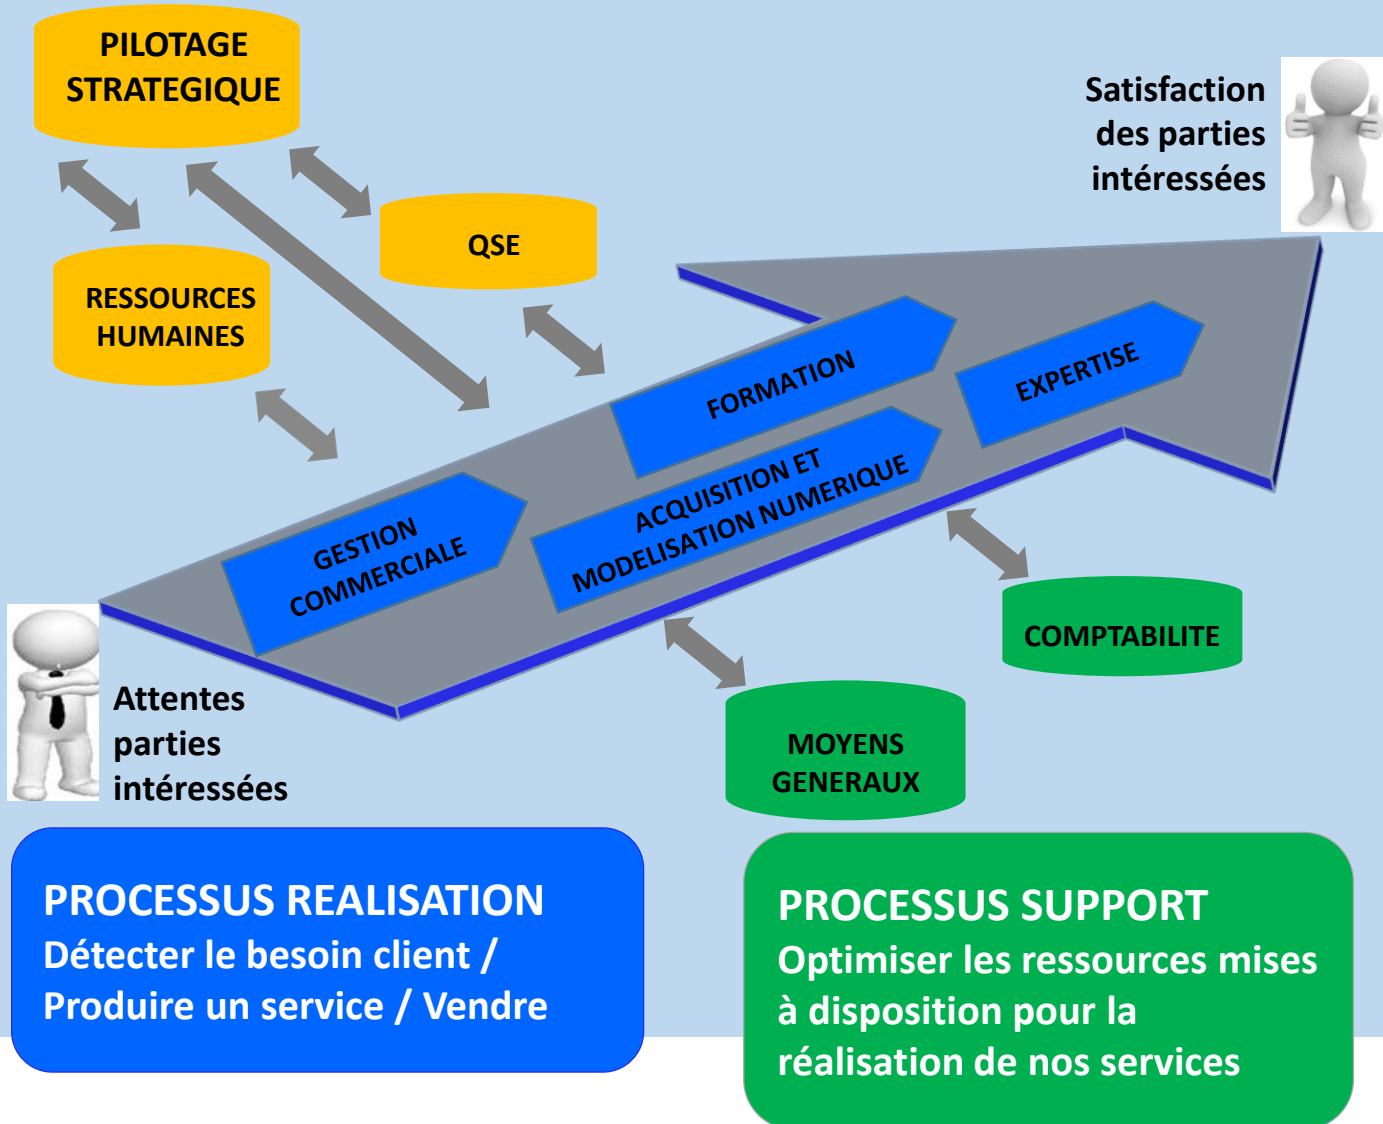 PILOTAGE
STRATEGIQUE
Satisfaction
des parties
intéressées
QSE
RESSOURCES
HUMAINES
FORMATION
EXPERTISE
ACQUISITION ET
MODELISATION NUMERIQUE
GESTION
COMMERCIALE
COMPTABILITE
Attentes
parties
intéressées
MOYENS
GENERAUX
PROCESSUS REALISATION
Détecter le besoin client /
Produire un service / Vendre
PROCESSUS SUPPORT
Optimiser les ressources mises
à disposition pour la
réalisation de nos services